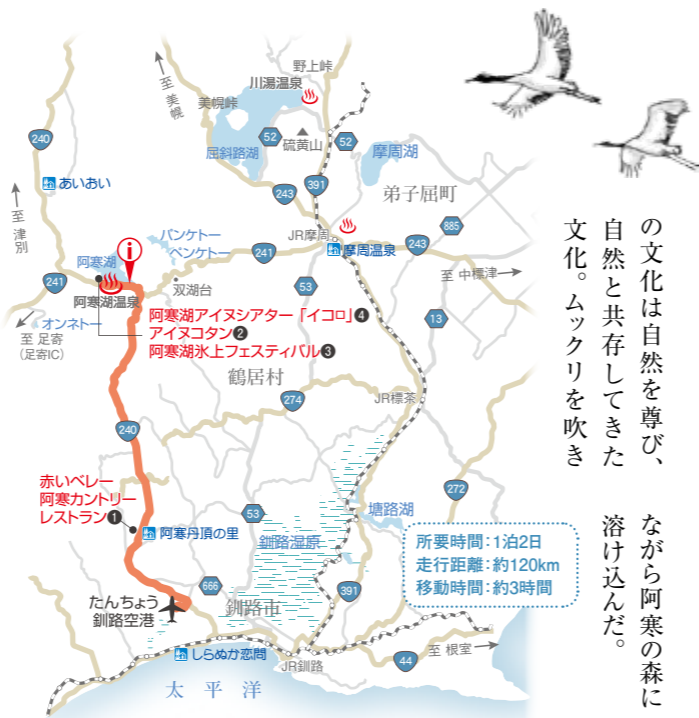 野上峠
川湯温泉
至 美幌
美幌峠
240
52
硫黄山
52
摩周湖
屈斜路湖
あいおい
391
243
弟子屈町
至 津別
パンケトー
ペンケトー
JR摩周
885
阿寒湖
i
241
摩周温泉
243
241
至 中標津
阿寒湖温泉
双湖台
53
オンネトー
至 足寄
(足寄IC)
阿寒湖アイヌシアター「イコロ」❹
アイヌコタン❷
阿寒湖氷上フェスティバル❸
13
鶴居村
274
JR標茶
240
赤いベレー
阿寒カントリー
レストラン❶
272
53
塘路湖
阿寒丹頂の里
釧路湿原
所要時間:1泊2日
走行距離:約120km
移動時間:約3時間
666
391
たんちょう
釧路空港
釧路市
しらぬか恋問
JR釧路
44
至 根室
太平洋
の文化は自然を尊び、
自然と共存してきた
文化。ムックリを吹き
ながら阿寒の森に
溶け込んだ。